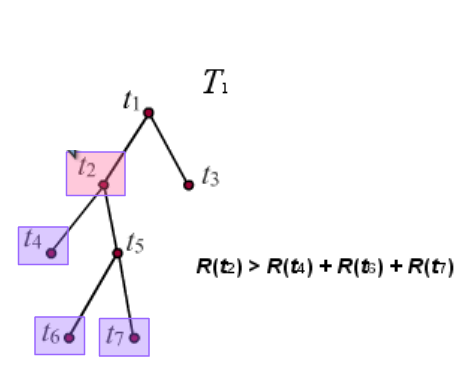 T₁
t₁
t₂
t₃
t₄
t₅
R(t₂) > R(t₄) + R(t₆) + R(t₇)
t₆
t₇